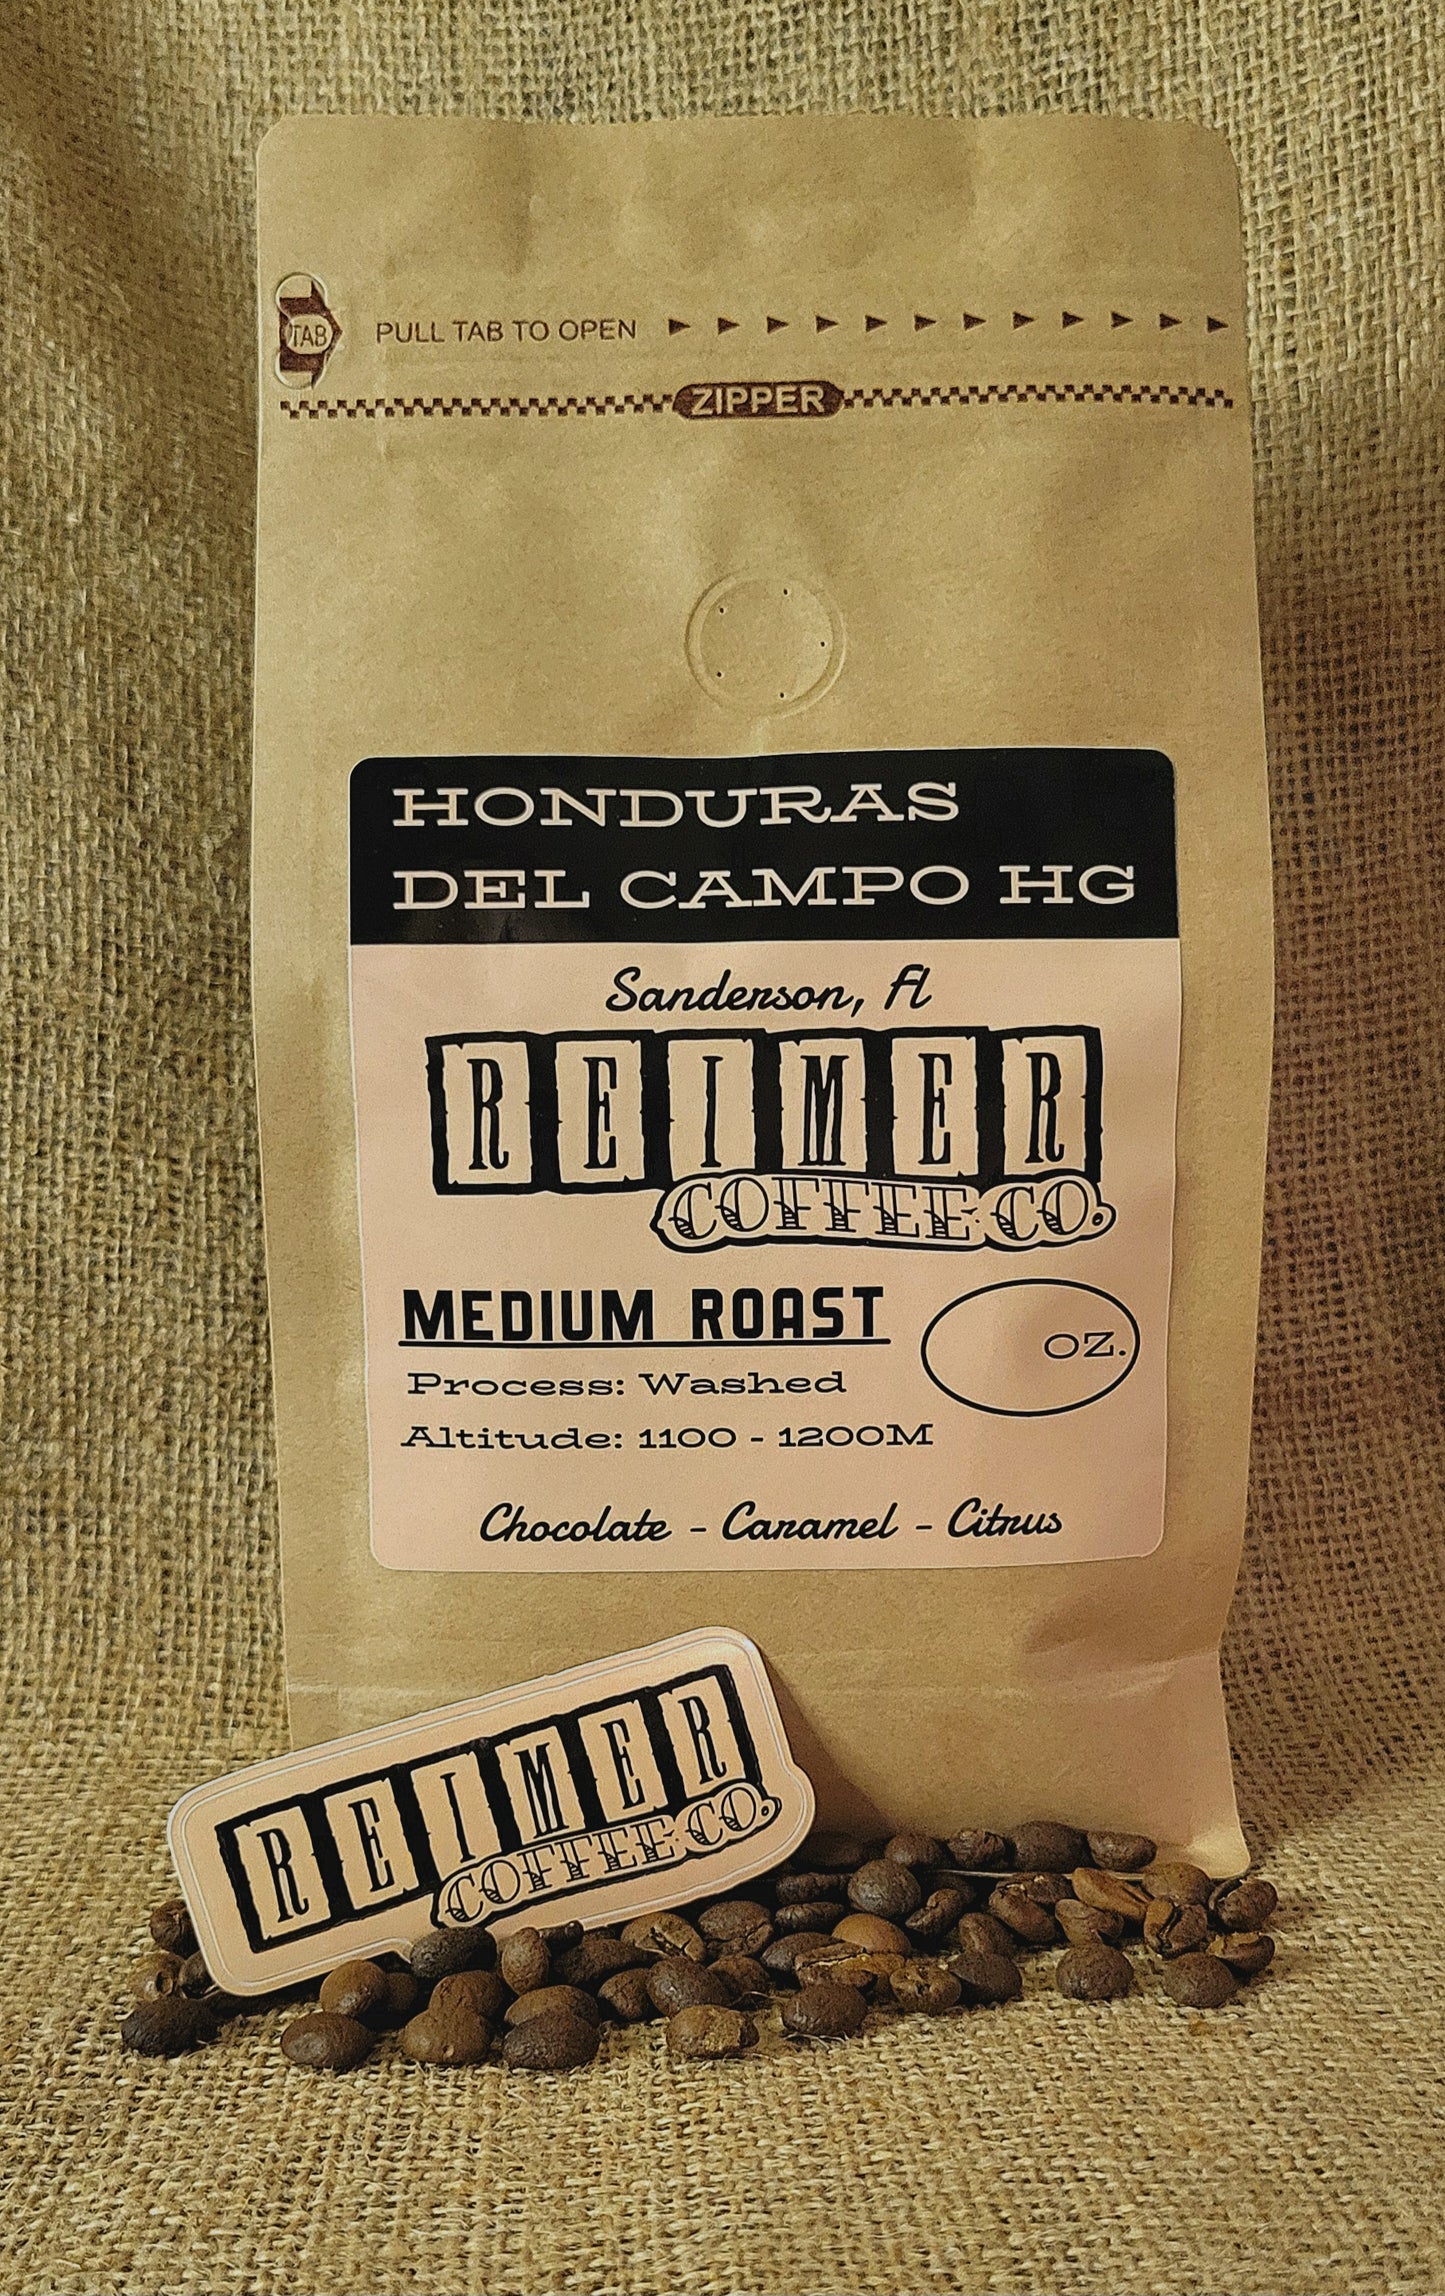 TAB PULL TAB TO OPEN
ZIPPER
HONDURAS
DEL CAMPO HG
Sanderson, Fl
REIMER
COFFEE CO.
MEDIUM ROAST
OZ.
Process: Washed
Altitude: 1100 - 1200M
Chocolate - Caramel - Citrus
REIMER
COFFEE CO.